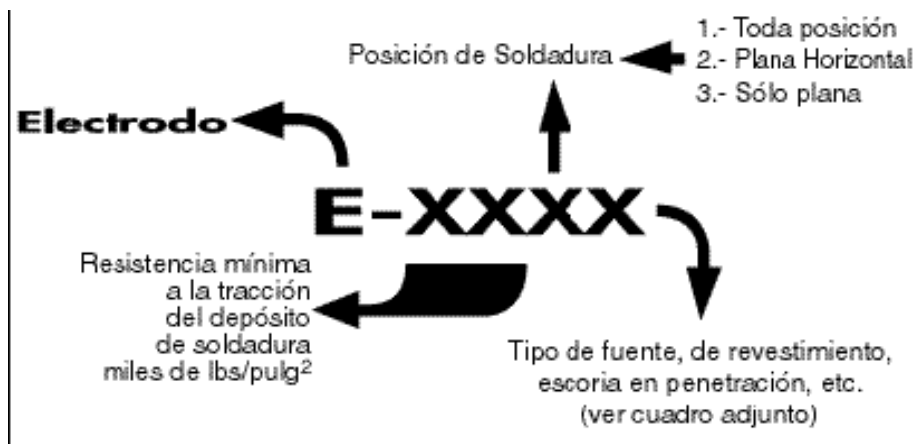 Posición de Soldadura
1.- Toda posición
2.- Plana Horizontal
3.- Sólo plana
Electrodo
E-XXXX
Resistencia mínima
a la tracción
del depósito
de soldadura
miles de lbs/pulg²
Tipo de fuente, de revestimiento,
escoria en penetración, etc.
(ver cuadro adjunto)